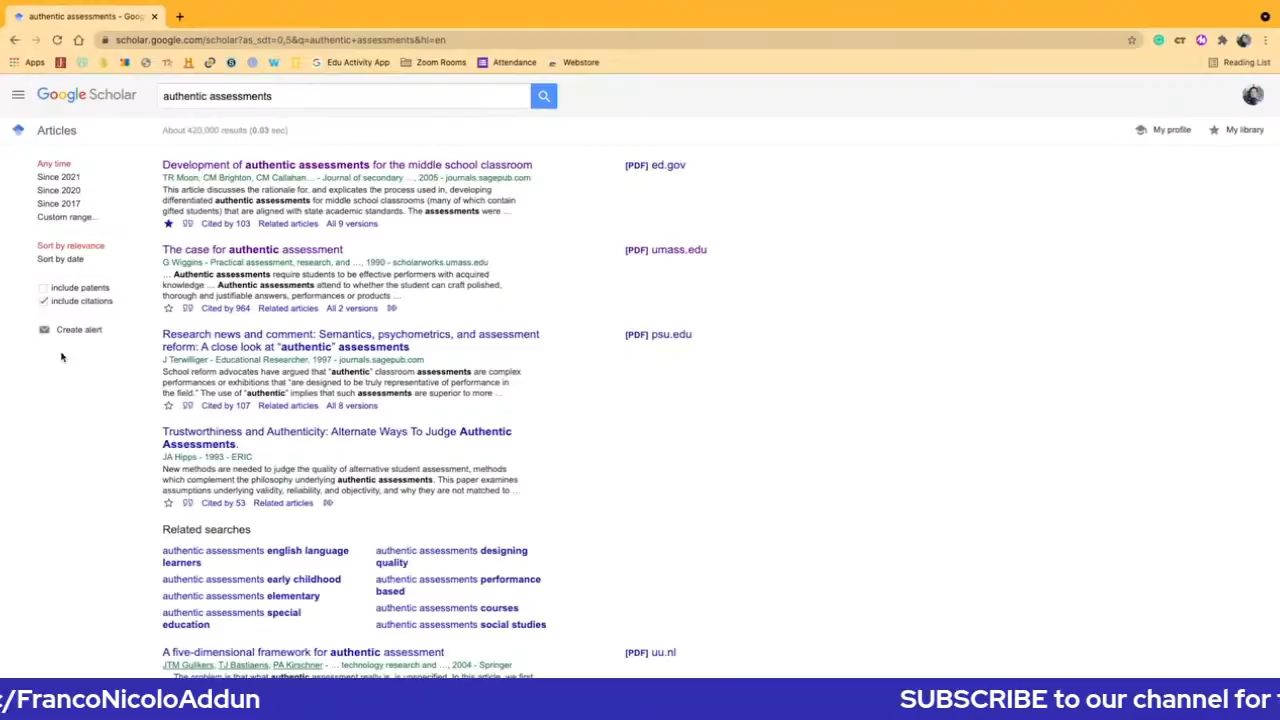 authentic assessments - Goog
scholar.google.com/scholar?as_sdt=0,5&q=authentic+assessments&hl=en
Apps
Edu Activity App
Zoom Rooms
Attendance
Webstore
Reading List
Google Scholar
authentic assessments
Articles
About 420,000 results (0.03 sec)
My profile
My library
Any time
Since 2021
Since 2020
Since 2017
Custom range...
Sort by relevance
Sort by date
include patents
include citations
Create alert
Development of authentic assessments for the middle school classroom
[PDF] ed.gov
TR Moon, CM Brighton, CM Callahan... - Journal of secondary ..., 2005 - journals.sagepub.com
This article discusses the rationale for, and explicates the process used in, developing
differentiated authentic assessments for middle school classrooms (many of which contain
gifted students) that are aligned with state academic standards. The assessments were ...
Cited by 103 Related articles All 9 versions
The case for authentic assessment
[PDF] umass.edu
G Wiggins - Practical assessment, research, and ..., 1990 - scholarworks.umass.edu
... Authentic assessments require students to be effective performers with acquired
knowledge ... Authentic assessments attend to whether the student can craft polished,
thorough and justifiable answers, performances or products ...
Cited by 964 Related articles All 2 versions
Research news and comment: Semantics, psychometrics, and assessment
reform: A close look at “authentic” assessments
[PDF] psu.edu
J Terwilliger - Educational Researcher, 1997 - journals.sagepub.com
School reform advocates have argued that “authentic” classroom assessments are complex
performances or exhibitions that “are designed to be truly representative of performance in
the field.” The use of “authentic” implies that such assessments are superior to more ...
Cited by 107 Related articles All 8 versions
Trustworthiness and Authenticity: Alternate Ways To Judge Authentic
Assessments.
JA Hipps - 1993 - ERIC
New methods are needed to judge the quality of alternative student assessment, methods
which complement the philosophy underlying authentic assessments. This paper examines
assumptions underlying validity, reliability, and objectivity, and why they are not matched to ...
Cited by 53 Related articles
Related searches
authentic assessments english language
learners
authentic assessments early childhood
authentic assessments elementary
authentic assessments special
education
authentic assessments designing
quality
authentic assessments performance
based
authentic assessments courses
authentic assessments social studies
A five-dimensional framework for authentic assessment
[PDF] uu.nl
JTM Gulikers, TJ Bastiaens, PA Kirschner - ... technology research and ..., 2004 - Springer
The problem is that what authentic assessment really is, is unspecified. In this article, we first
c/FrancoNicoloAddun
SUBSCRIBE to our channel for